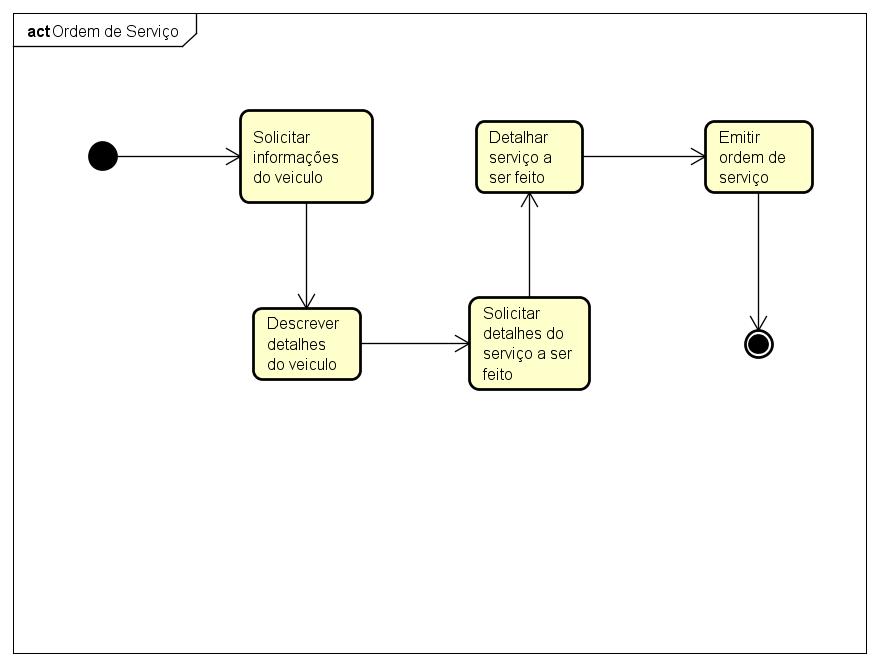 act Ordem de Serviço
Solicitar
informações
do veiculo
Descrever
detalhes
do veiculo
Solicitar
detalhes do
serviço a ser
feito
Detalhar
serviço a
ser feito
Emitir
ordem de
serviço